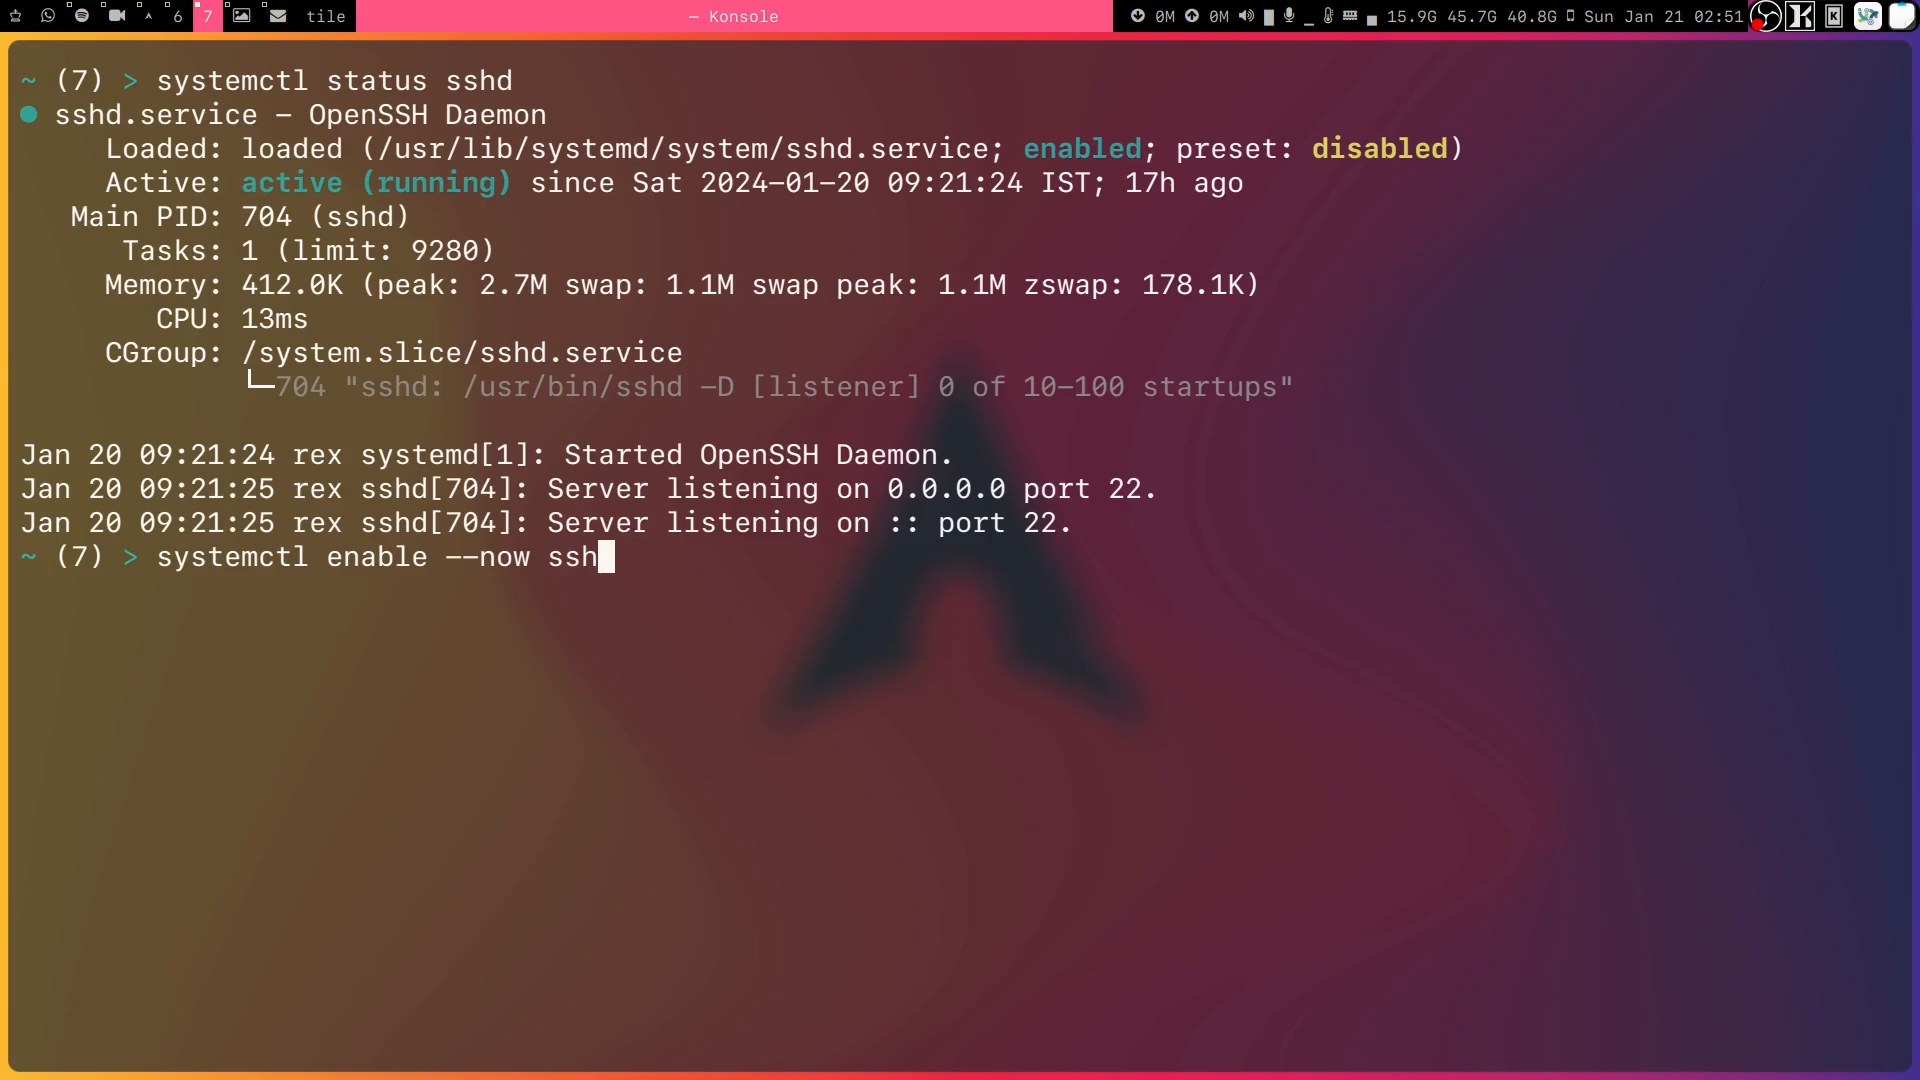 6 7 tile — Konsole 0M 0M 15.9G 45.7G 40.8G Sun Jan 21 02:51
~ (7) > systemctl status sshd
● sshd.service – OpenSSH Daemon
Loaded: loaded (/usr/lib/systemd/system/sshd.service; enabled; preset: disabled)
Active: active (running) since Sat 2024–01–20 09:21:24 IST; 17h ago
Main PID: 704 (sshd)
Tasks: 1 (limit: 9280)
Memory: 412.0K (peak: 2.7M swap: 1.1M swap peak: 1.1M zswap: 178.1K)
CPU: 13ms
CGroup: /system.slice/sshd.service
└─704 "sshd: /usr/bin/sshd –D [listener] 0 of 10–100 startups"
Jan 20 09:21:24 rex systemd[1]: Started OpenSSH Daemon.
Jan 20 09:21:25 rex sshd[704]: Server listening on 0.0.0.0 port 22.
Jan 20 09:21:25 rex sshd[704]: Server listening on :: port 22.
~ (7) > systemctl enable --now ssh